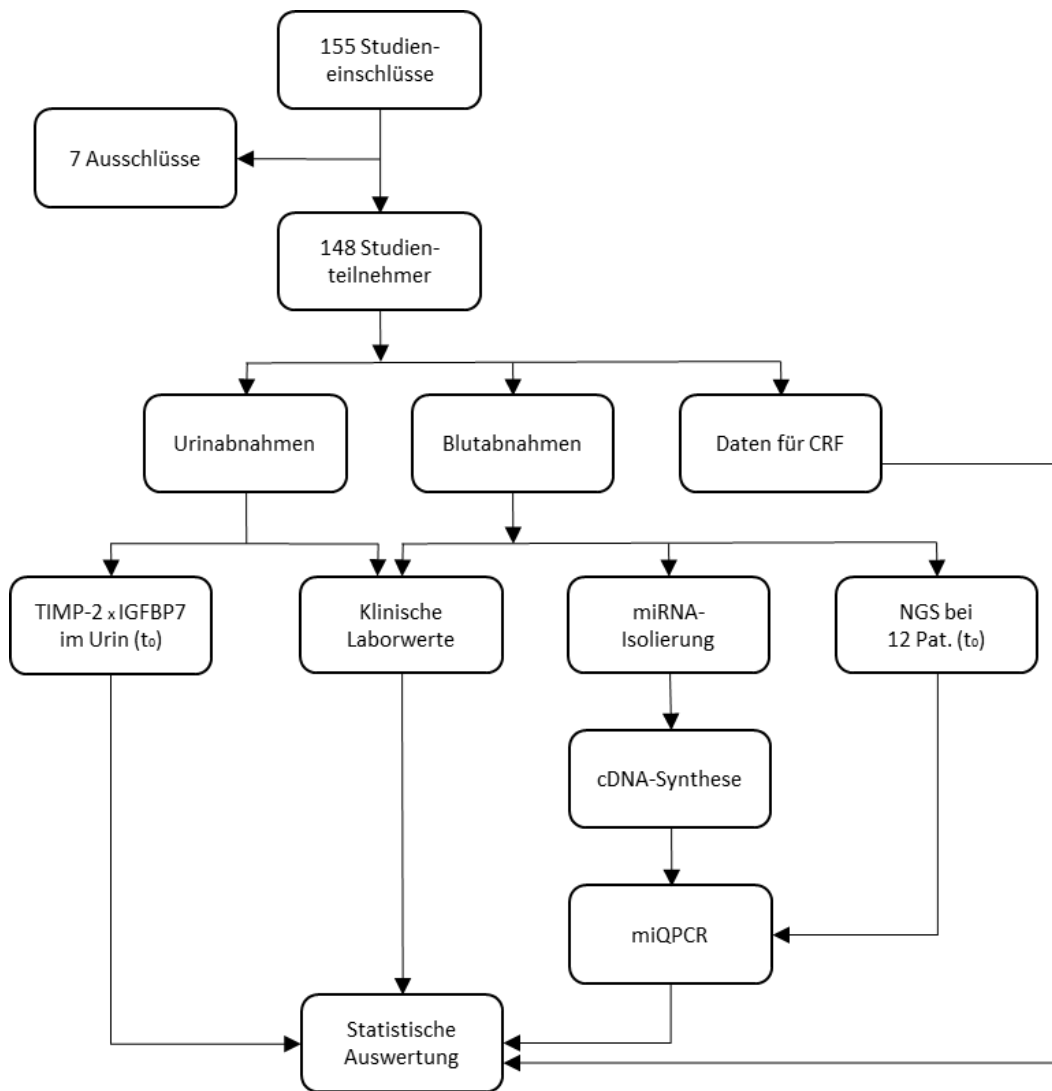 155 Studien-
einschlüsse
7 Ausschlüsse
148 Studien-
teilnehmer
Urinabnahmen
Blutabnahmen
Daten für CRF
TIMP-2 x IGFBP7
im Urin (t₀)
Klinische
Laborwerte
miRNA-
Isolierung
NGS bei
12 Pat. (t₀)
cDNA-Synthese
miQPCR
Statistische
Auswertung